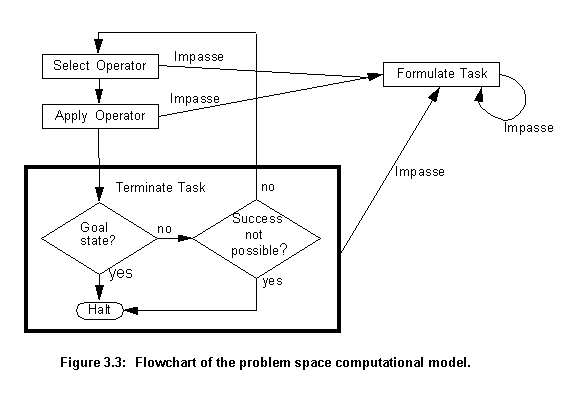 Impasse
Select Operator
Formulate Task
Impasse
Apply Operator
Impasse
Impasse
Terminate Task
no
Goal
state?
no
Success
not
possible?
yes
yes
Halt
Figure 3.3: Flowchart of the problem space computational model.